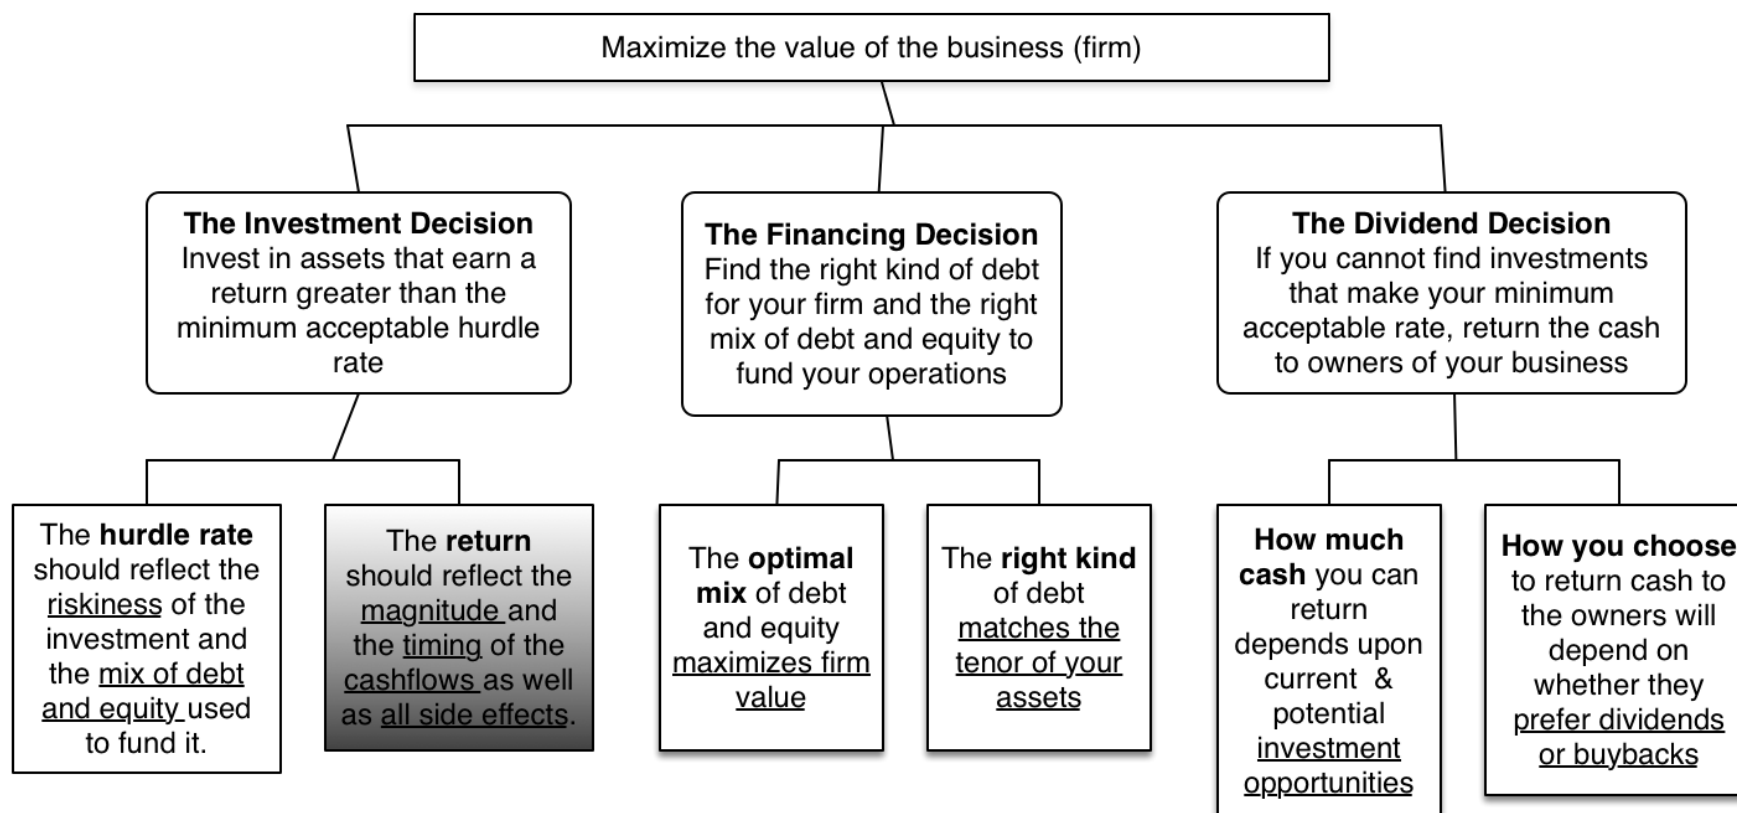 Maximize the value of the business (firm)
The Investment Decision
Invest in assets that earn a
return greater than the
minimum acceptable hurdle
rate
The Financing Decision
Find the right kind of debt
for your firm and the right
mix of debt and equity to
fund your operations
The Dividend Decision
If you cannot find investments
that make your minimum
acceptable rate, return the cash
to owners of your business
The hurdle rate
should reflect the
riskiness of the
investment and
the mix of debt
and equity used
to fund it.
The return
should reflect the
magnitude and
the timing of the
cashflows as well
as all side effects.
The optimal
mix of debt
and equity
maximizes firm
value
The right kind
of debt
matches the
tenor of your
assets
How much
cash you can
return
depends upon
current & 
potential
investment
opportunities
How you choose
to return cash to
the owners will
depend on
whether they
prefer dividends
or buybacks